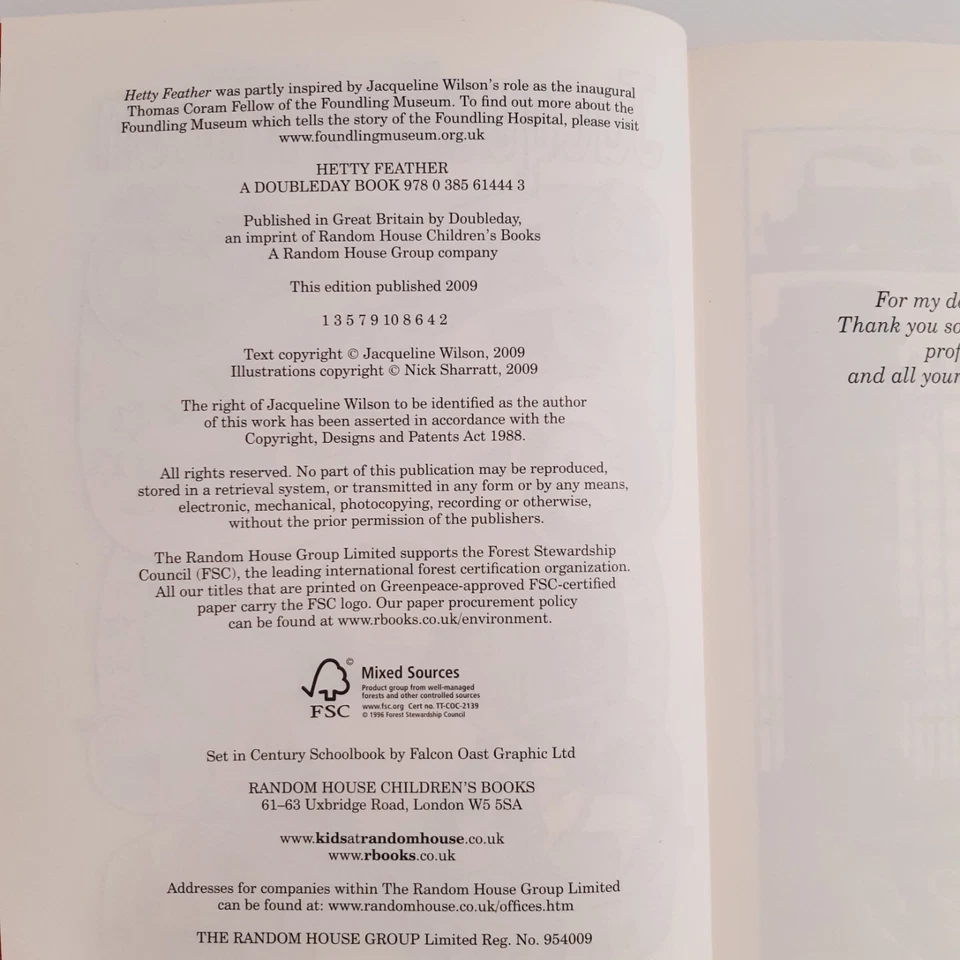 Hetty Feather was partly inspired by Jacqueline Wilson's role as the inaugural
Thomas Coram Fellow of the Foundling Museum. To find out more about the
Foundling Museum which tells the story of the Foundling Hospital, please visit
www.foundlingmuseum.org.uk
HETTY FEATHER
A DOUBLEDAY BOOK 978 0 385 61444 3
Published in Great Britain by Doubleday,
an imprint of Random House Children's Books
A Random House Group company
This edition published 2009
1 3 5 7 9 10 8 6 4 2
Text copyright © Jacqueline Wilson, 2009
Illustrations copyright © Nick Sharratt, 2009
The right of Jacqueline Wilson to be identified as the author
of this work has been asserted in accordance with the
Copyright, Designs and Patents Act 1988.
All rights reserved. No part of this publication may be reproduced,
stored in a retrieval system, or transmitted in any form or by any means,
electronic, mechanical, photocopying, recording or otherwise,
without the prior permission of the publishers.
The Random House Group Limited supports the Forest Stewardship
Council (FSC), the leading international forest certification organization.
All our titles that are printed on Greenpeace-approved FSC-certified
paper carry the FSC logo. Our paper procurement policy
can be found at www.rbooks.co.uk/environment.
©
FSC
Mixed Sources
Product group from well-managed
forests and other controlled sources
www.fsc.org Cert no. TT-COC-2139
© 1996 Forest Stewardship Council
Set in Century Schoolbook by Falcon Oast Graphic Ltd
RANDOM HOUSE CHILDREN'S BOOKS
61–63 Uxbridge Road, London W5 5SA
www.kidsatrandomhouse.co.uk
www.rbooks.co.uk
Addresses for companies within The Random House Group Limited
can be found at: www.randomhouse.co.uk/offices.htm
THE RANDOM HOUSE GROUP Limited Reg. No. 954009
For my
Thank you
and all